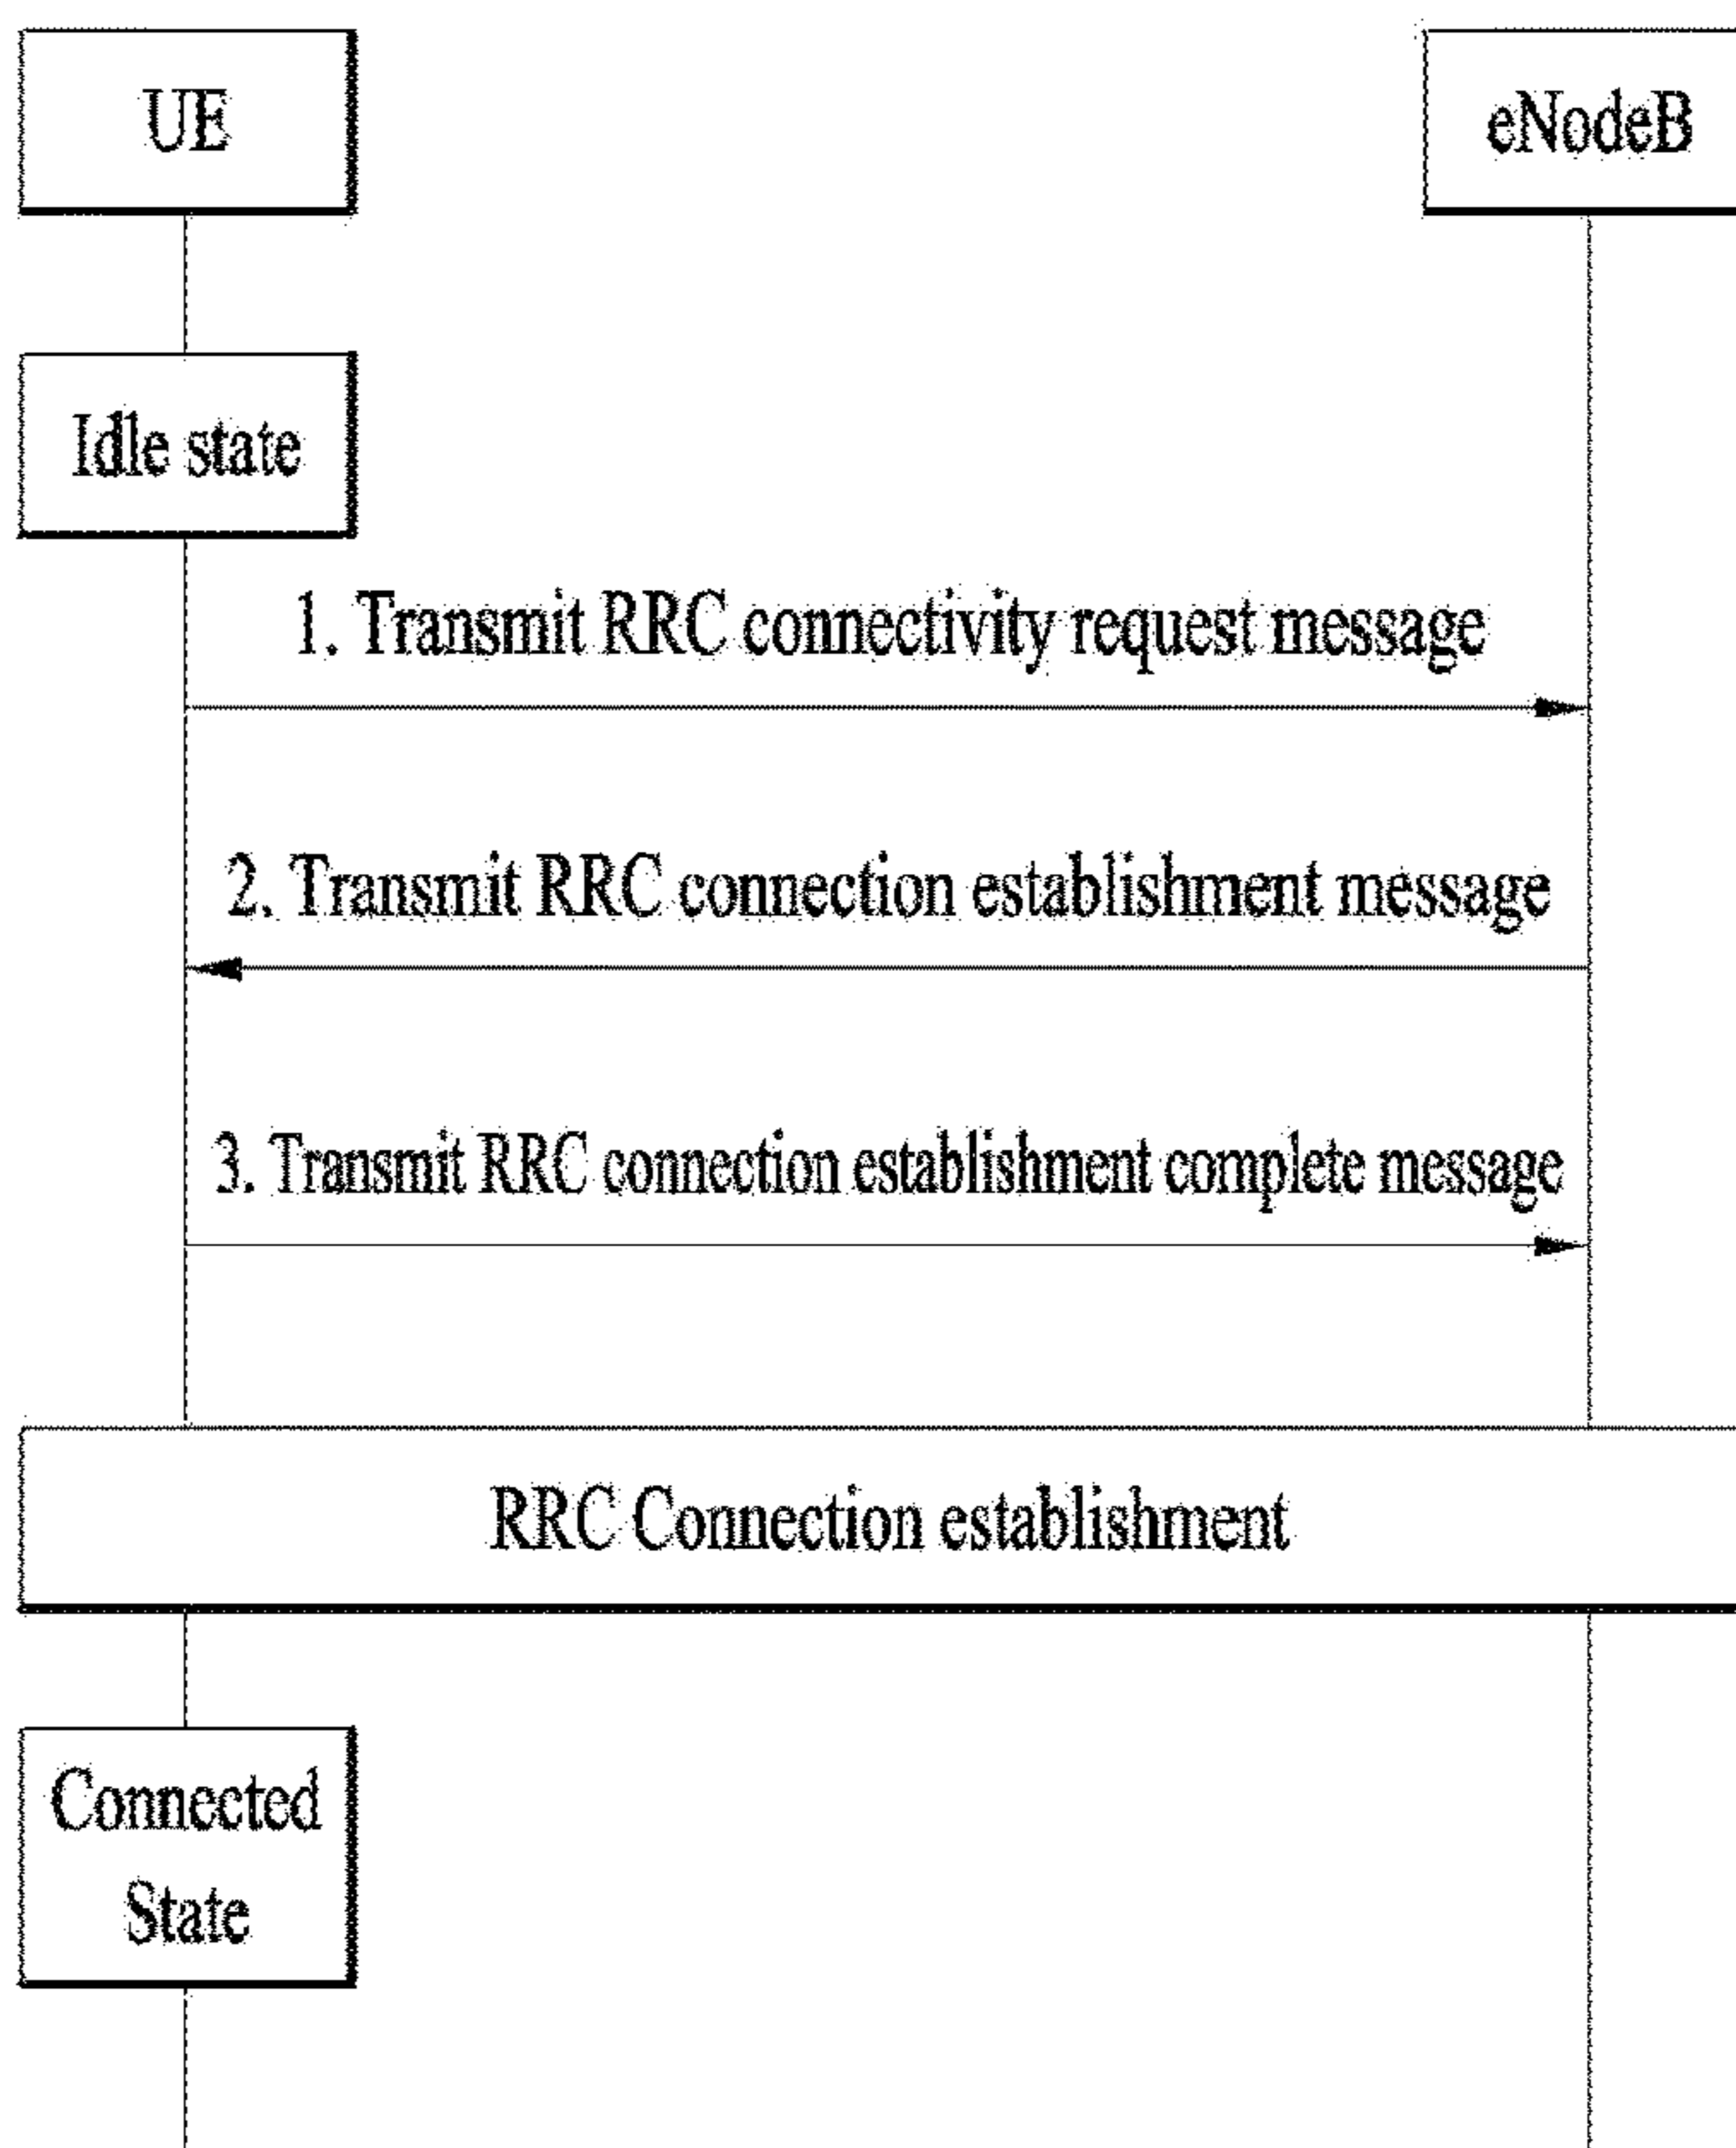 UE
eNodeB
Idle state
1. Transmit RRC connectivity request message
2. Transmit RRC connection establishment message
3. Transmit RRC connection establishment complete message
RRC Connection establishment
Connected
State